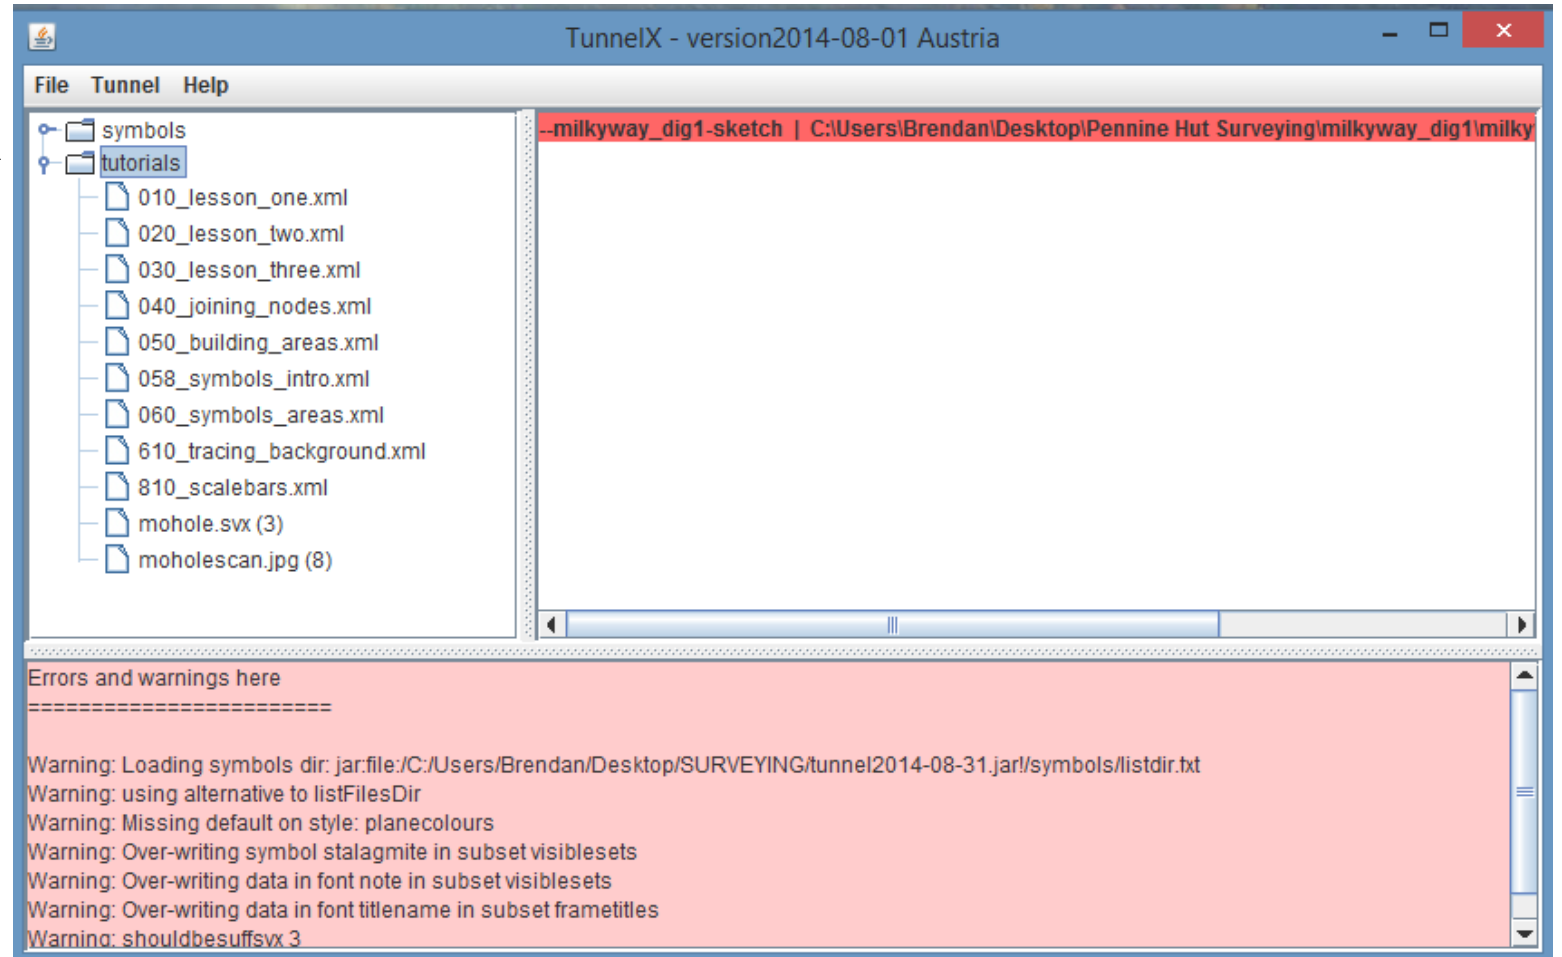 TunnelX - version2014-08-01 Austria
File Tunnel Help
symbols
tutorials
010_lesson_one.xml
020_lesson_two.xml
030_lesson_three.xml
040_joining_nodes.xml
050_building_areas.xml
058_symbols_intro.xml
060_symbols_areas.xml
610_tracing_background.xml
810_scalebars.xml
mohole.svx (3)
moholescan.jpg (8)
--milkyway_dig1-sketch | C:\Users\Brendan\Desktop\Pennine Hut Surveying\milkyway_dig1\milky
Errors and warnings here
========================
Warning: Loading symbols dir: jar:file:/C:/Users/Brendan/Desktop/SURVEYING/tunnel2014-08-31.jar!/symbols/listdir.txt
Warning: using alternative to listFilesDir
Warning: Missing default on style: planecolours
Warning: Over-writing symbol stalagmite in subset visiblesets
Warning: Over-writing data in font note in subset visiblesets
Warning: Over-writing data in font titlename in subset frametitles
Warning: shouldbesuffsvx 3